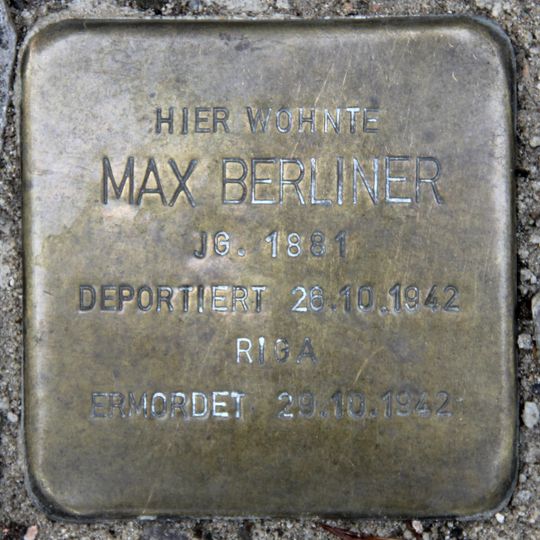 HIER WOHNTE
MAX BERLINER
JG. 1881
DEPORTIERT 26.10.1942
RIGA
ERMORDET 29.10.1942